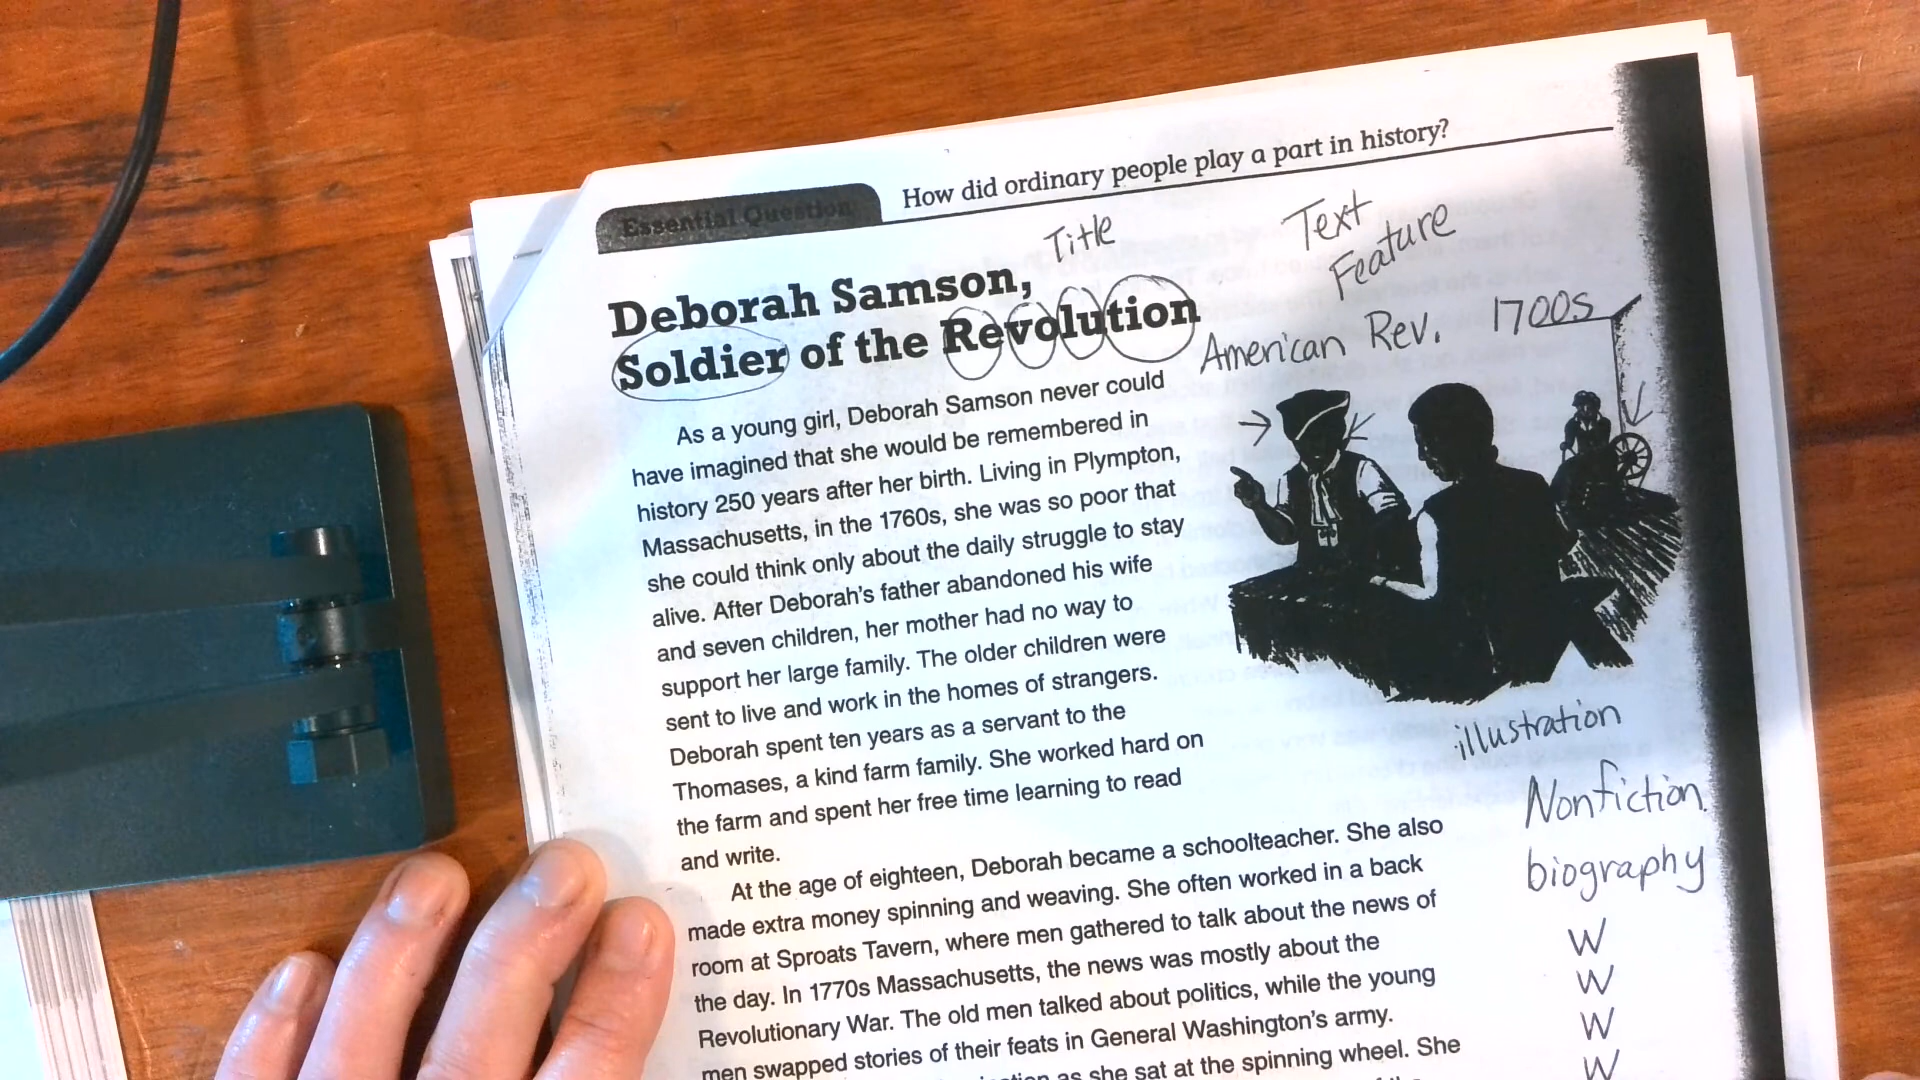 Essential Question How did ordinary people play a part in history?
Title
Text
Feature
Deborah Samson,
Soldier of the Revolution
American Rev. 1700s
As a young girl, Deborah Samson never could
have imagined that she would be remembered in
history 250 years after her birth. Living in Plympton,
Massachusetts, in the 1760s, she was so poor that
she could think only about the daily struggle to stay
alive. After Deborah's father abandoned his wife
and seven children, her mother had no way to
support her large family. The older children were
sent to live and work in the homes of strangers.
Deborah spent ten years as a servant to the
Thomases, a kind farm family. She worked hard on
the farm and spent her free time learning to read
and write.
illustration
Nonfiction
biography
W
W
W
W
At the age of eighteen, Deborah became a schoolteacher. She also
made extra money spinning and weaving. She often worked in a back
room at Sproats Tavern, where men gathered to talk about the news of
the day. In 1770s Massachusetts, the news was mostly about the
Revolutionary War. The old men talked about politics, while the young
men swapped stories of their feats in General Washington's army.
as she sat at the spinning wheel. She